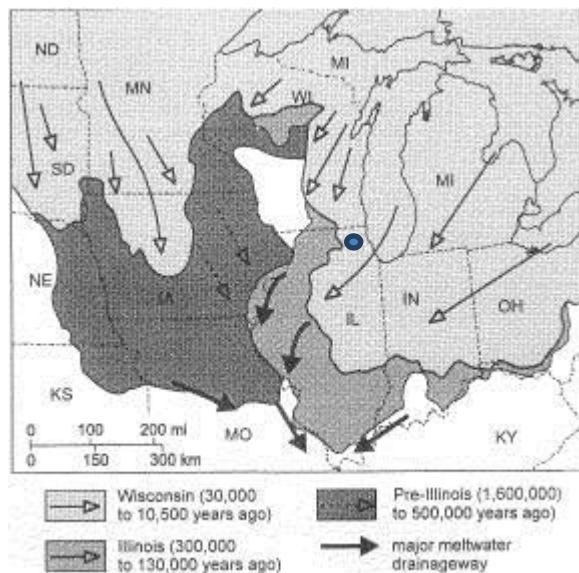 ND
MN
MI
WI
SD
MI
NE
IA
IL
IN
OH
KS
MO
KY
0 100 200 mi
0 150 300 km
Wisconsin (30,000
to 10,500 years ago)
Pre-Illinois (1,600,000)
to 500,000 years ago)
Illinois (300,000
to 130,000 years ago)
major meltwater
drainageway